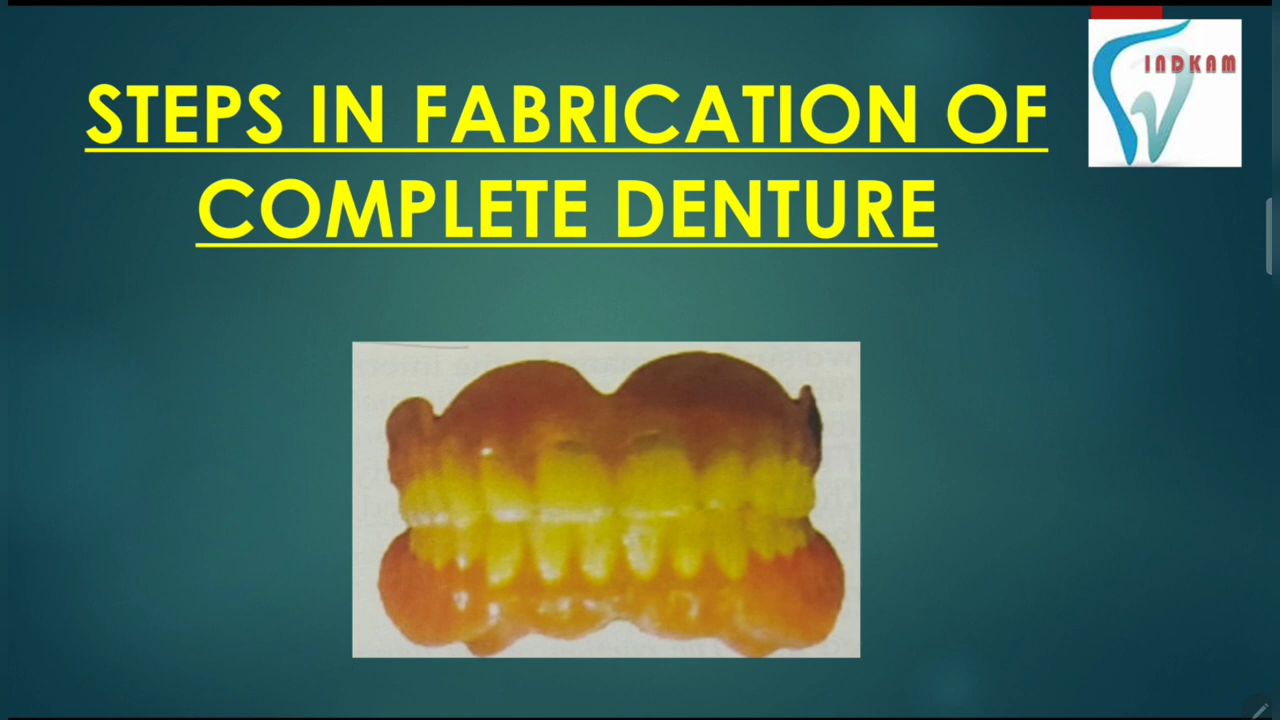 STEPS IN FABRICATION OF
COMPLETE DENTURE
INDKAM